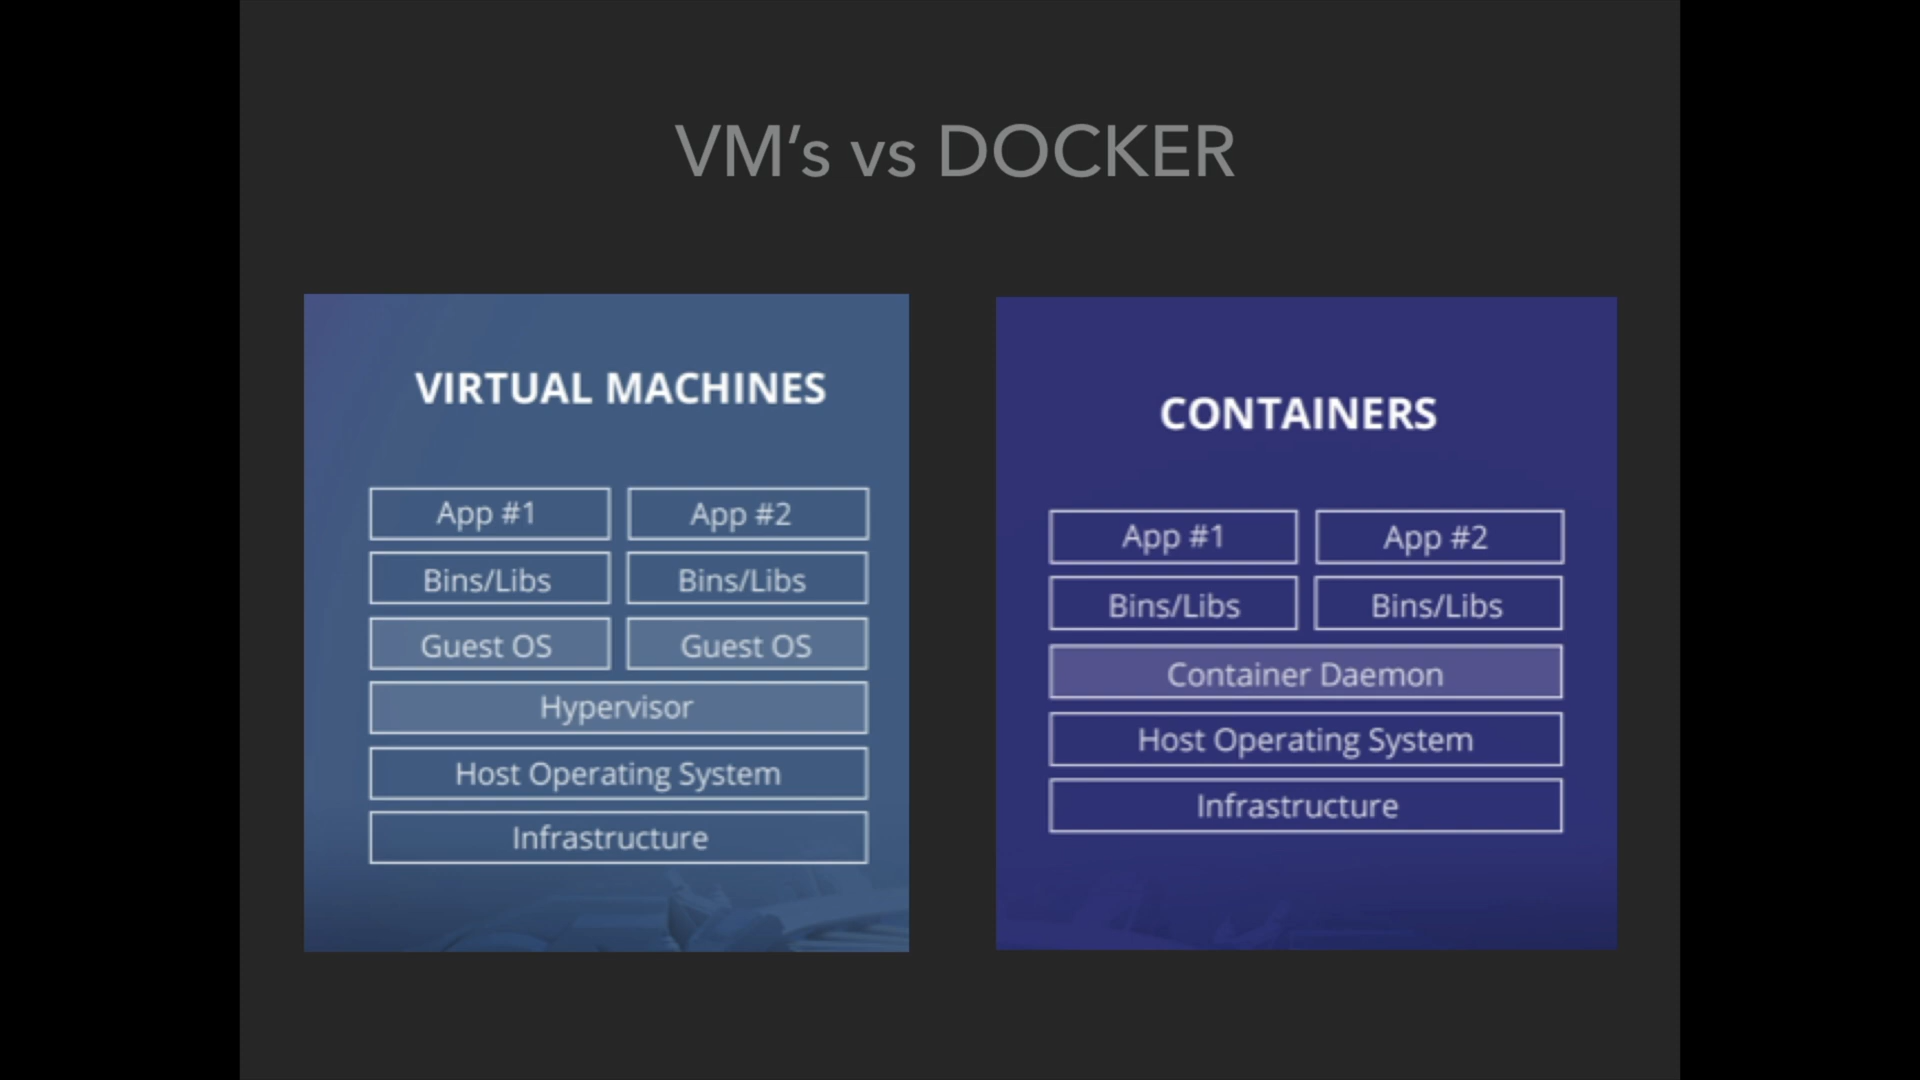 VM’s vs DOCKER
VIRTUAL MACHINES
App #1 App #2
Bins/Libs Bins/Libs
Guest OS Guest OS
Hypervisor
Host Operating System
Infrastructure
CONTAINERS
App #1 App #2
Bins/Libs Bins/Libs
Container Daemon
Host Operating System
Infrastructure